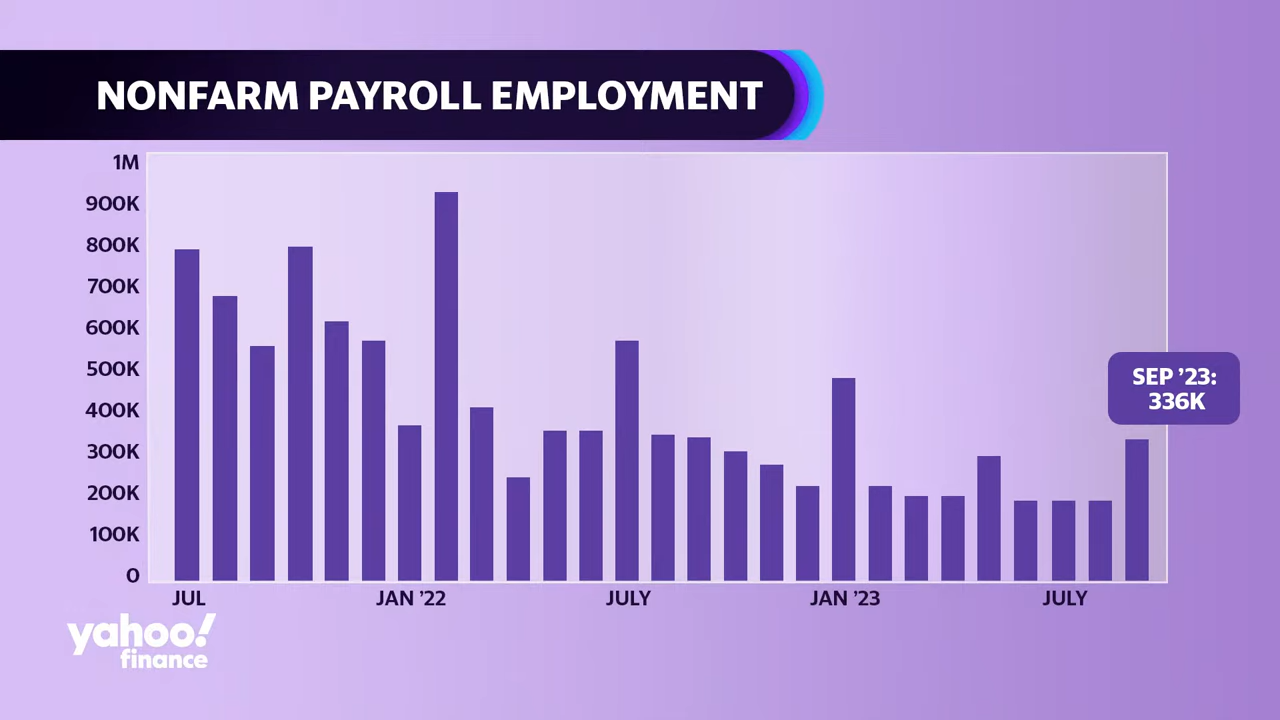 NONFARM PAYROLL EMPLOYMENT
1M
900K
800K
700K
600K
500K
400K
300K
200K
100K
0
SEP ’23:
336K
JUL
JAN ’22
JULY
JAN ’23
JULY
yahoo!
finance